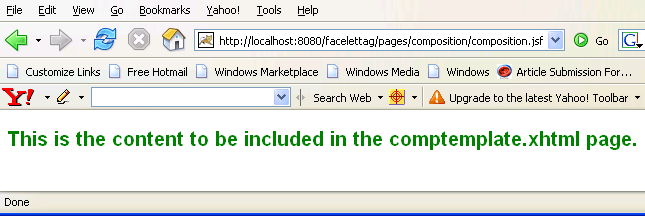 File Edit View Go Bookmarks Yahoo! Tools Help
http://localhost:8080/facelettag/pages/composition/composition.jsf Go G
Customize Links Free Hotmail Windows Marketplace Windows Media Windows Article Submission For...
Y! Search Web Upgrade to the latest Yahoo! Toolbar
This is the content to be included in the comptemplate.xhtml page.
Done